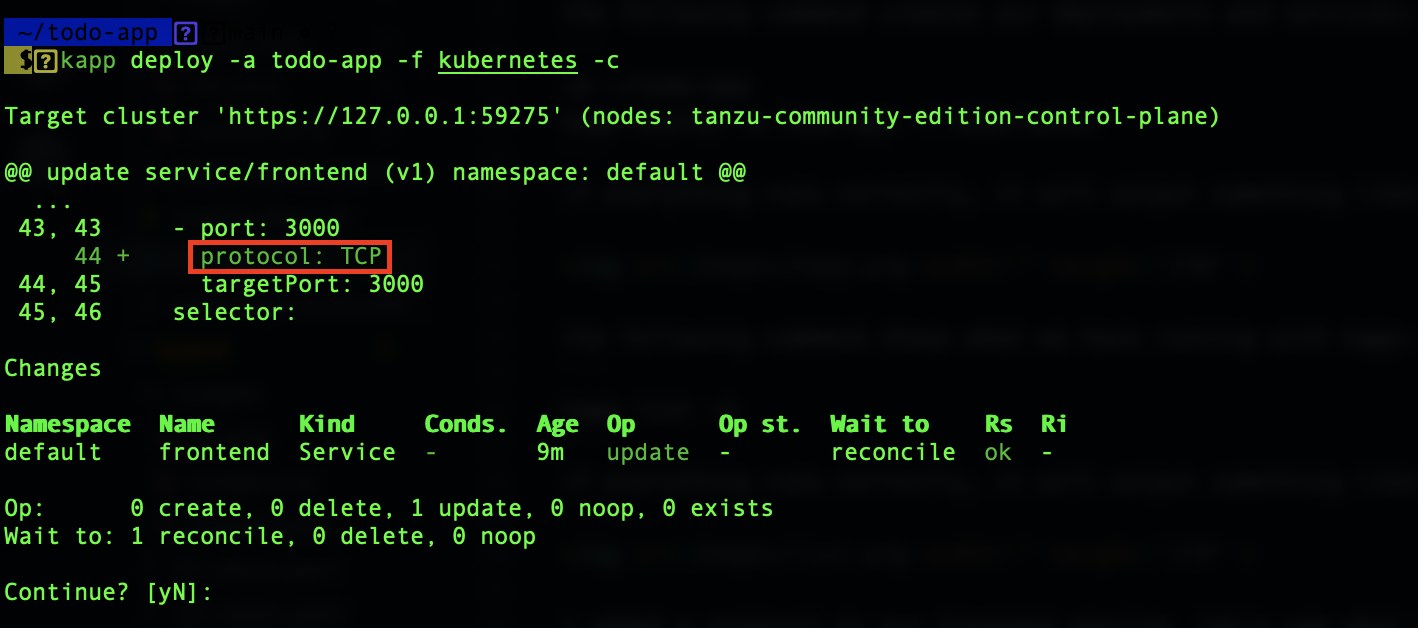 ~/todo-app main
$ kapp deploy -a todo-app -f kubernetes -c
Target cluster 'https://127.0.0.1:59275' (nodes: tanzu-community-edition-control-plane)
@@ update service/frontend (v1) namespace: default @@
...
43, 43 - port: 3000
44 + protocol: TCP
44, 45 targetPort: 3000
45, 46 selector:
Changes
Namespace Name Kind Conds. Age Op Op st. Wait to Rs Ri
default frontend Service - 9m update - reconcile ok -
Op: 0 create, 0 delete, 1 update, 0 noop, 0 exists
Wait to: 1 reconcile, 0 delete, 0 noop
Continue? [yN]: